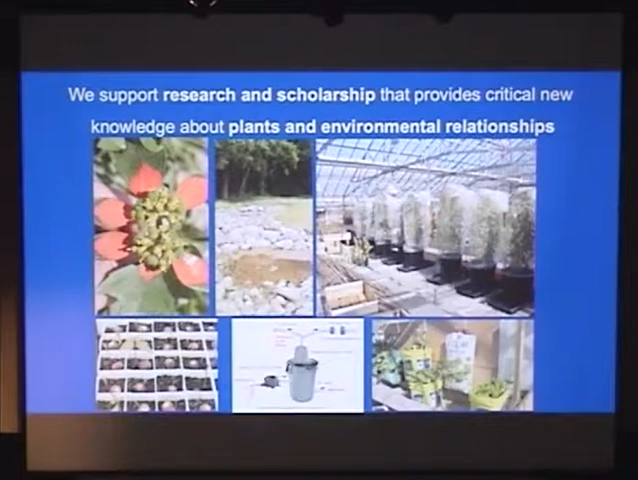 We support research and scholarship that provides critical new
knowledge about plants and environmental relationships